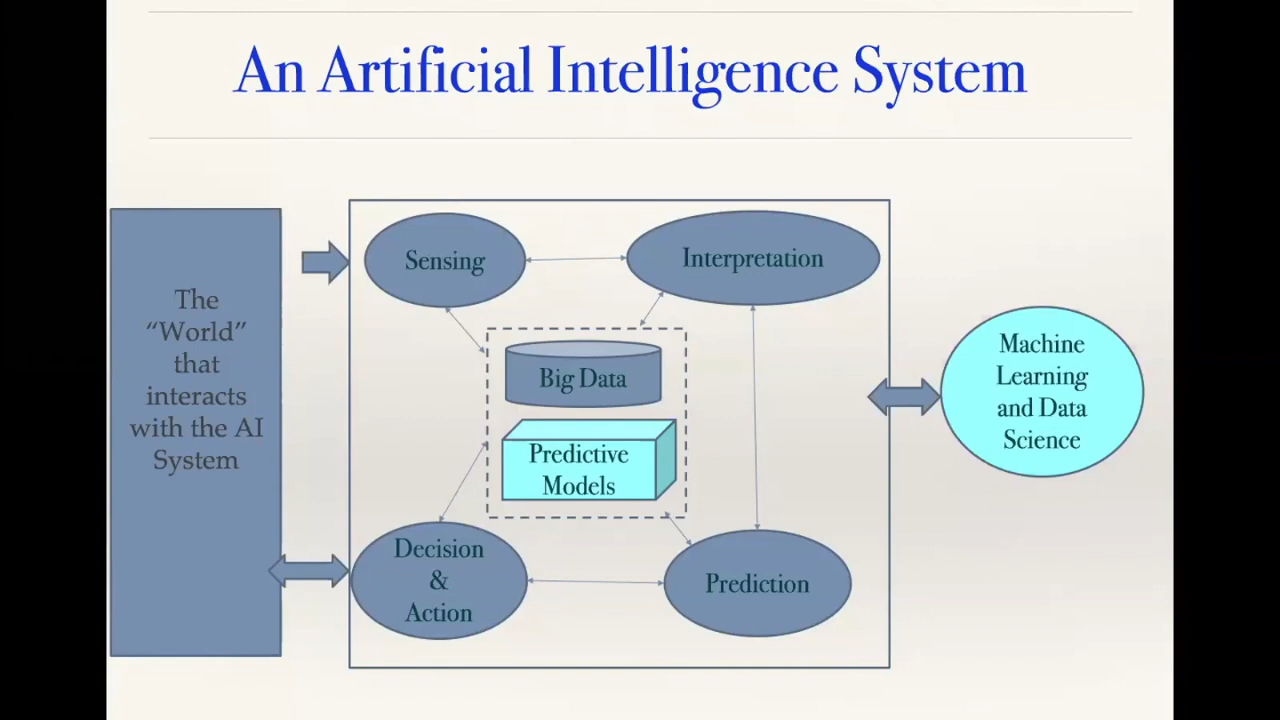 An Artificial Intelligence System
The
“World”
that
interacts
with the AI
System
Sensing
Interpretation
Big Data
Predictive
Models
Decision
&
Action
Prediction
Machine
Learning
and Data
Science